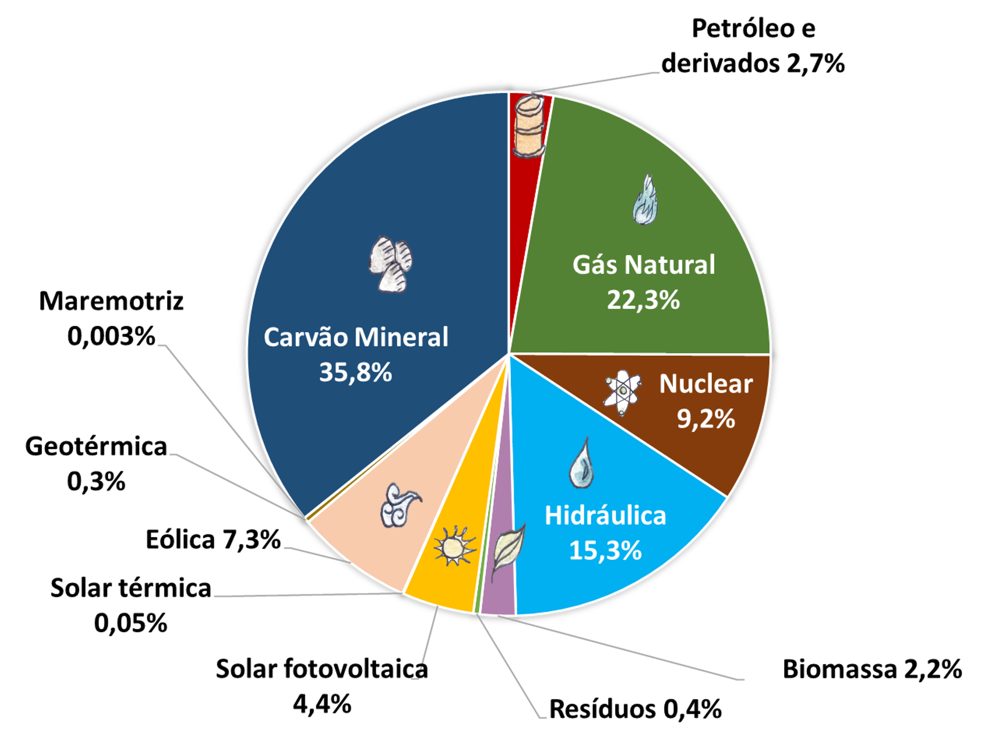 Petróleo e
derivados 2,7%
Gás Natural
22,3%
Nuclear
9,2%
Hidráulica
15,3%
Biomassa 2,2%
Resíduos 0,4%
Solar fotovoltaica
4,4%
Solar térmica
0,05%
Eólica 7,3%
Geotérmica
0,3%
Maremotriz
0,003%
Carvão Mineral
35,8%